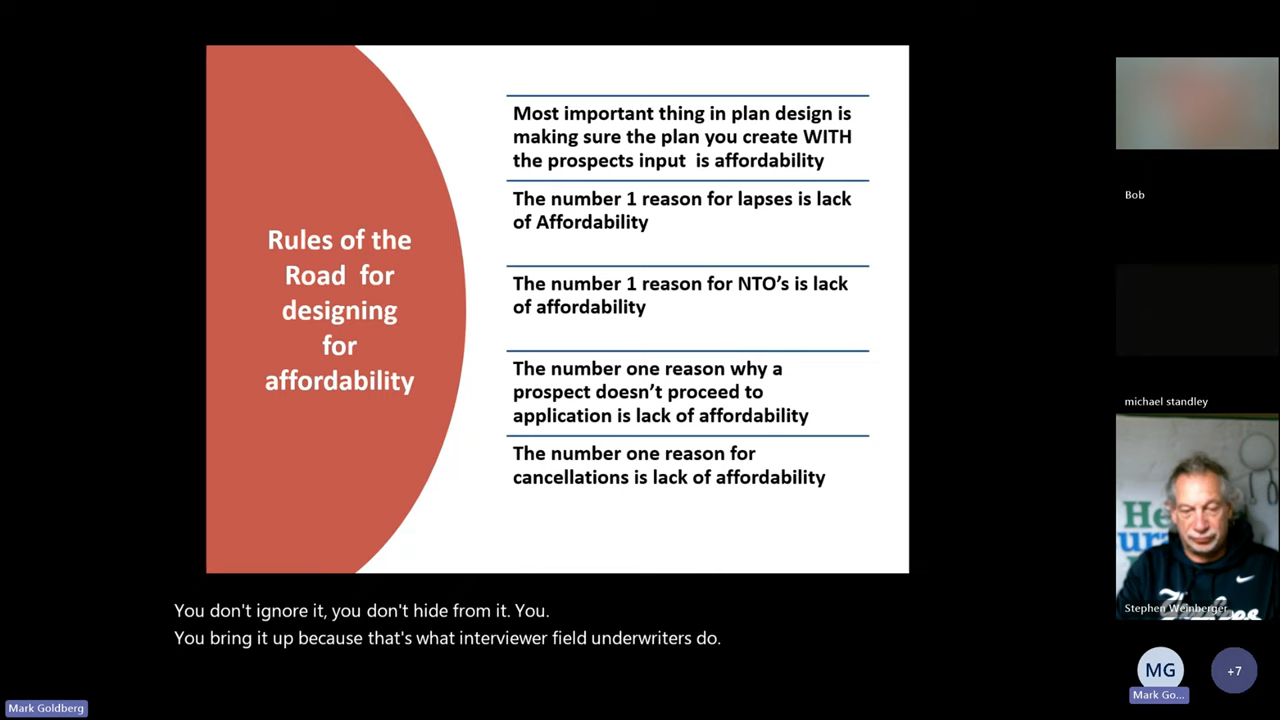 Rules of the
Road for
designing
for
affordability
Most important thing in plan design is
making sure the plan you create WITH
the prospects input is affordability
The number 1 reason for lapses is lack
of Affordability
The number 1 reason for NTO's is lack
of affordability
The number one reason why a
prospect doesn't proceed to
application is lack of affordability
The number one reason for
cancellations is lack of affordability
Bob
michael standley
Stephen Weinberger
MG
Mark Go...
+7
You don't ignore it, you don't hide from it. You.
You bring it up because that's what interviewer field underwriters do.
Mark Goldberg